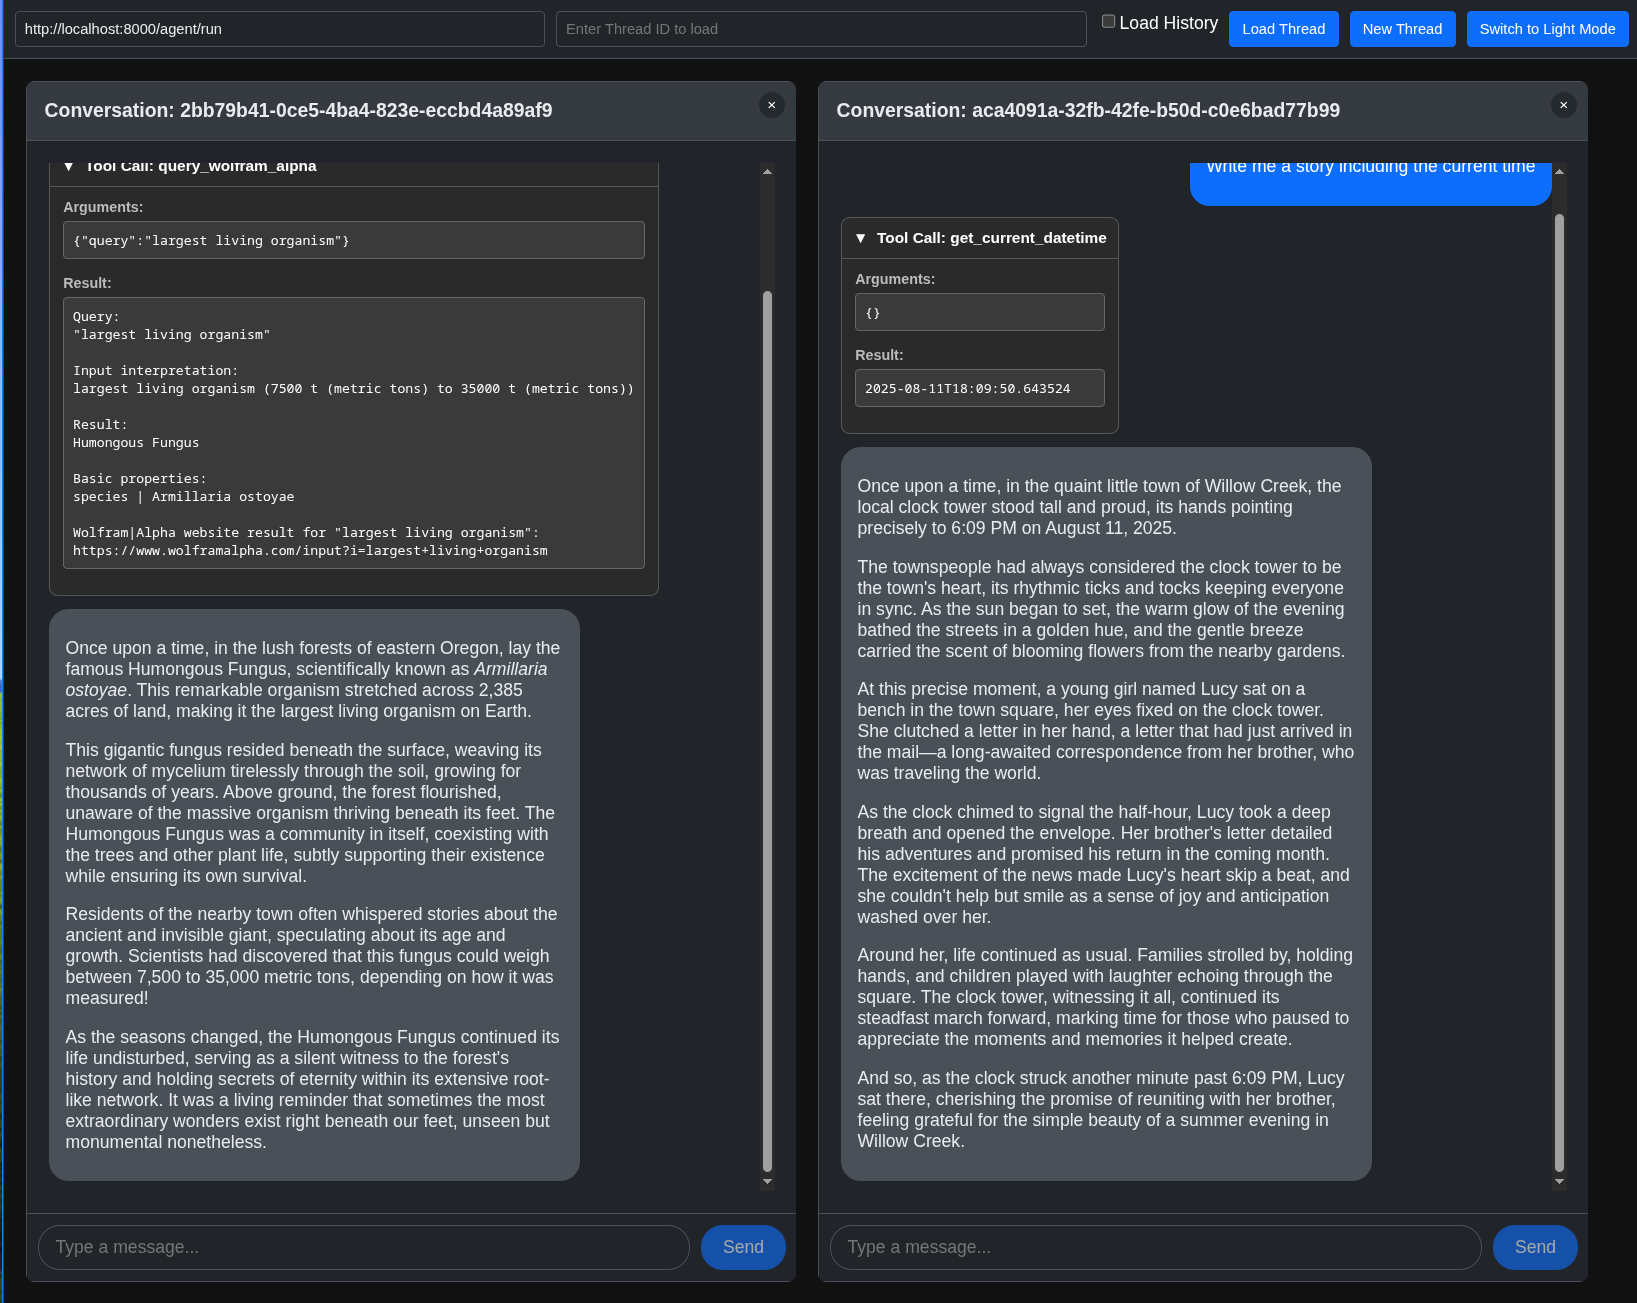 http://localhost:8000/agent/run
Enter Thread ID to load
Load History
Load Thread
New Thread
Switch to Light Mode
Conversation: 2bb79b41-0ce5-4ba4-823e-eccbd4a89af9
×
▼ Tool Call: query_wolfram_alpha
Arguments:
{"query":"largest living organism"}
Result:
Query:
"largest living organism"
Input interpretation:
largest living organism (7500 t (metric tons) to 35000 t (metric tons))
Result:
Humongous Fungus
Basic properties:
species | Armillaria ostoyae
Wolfram|Alpha website result for "largest living organism":
https://www.wolframalpha.com/input?i=largest+living+organism
Once upon a time, in the lush forests of eastern Oregon, lay the
famous Humongous Fungus, scientifically known as Armillaria
ostoyae. This remarkable organism stretched across 2,385
acres of land, making it the largest living organism on Earth.
This gigantic fungus resided beneath the surface, weaving its
network of mycelium tirelessly through the soil, growing for
thousands of years. Above ground, the forest flourished,
unaware of the massive organism thriving beneath its feet. The
Humongous Fungus was a community in itself, coexisting with
the trees and other plant life, subtly supporting their existence
while ensuring its own survival.
Residents of the nearby town often whispered stories about the
ancient and invisible giant, speculating about its age and
growth. Scientists had discovered that this fungus could weigh
between 7,500 to 35,000 metric tons, depending on how it was
measured!
As the seasons changed, the Humongous Fungus continued its
life undisturbed, serving as a silent witness to the forest's
history and holding secrets of eternity within its extensive root-
like network. It was a living reminder that sometimes the most
extraordinary wonders exist right beneath our feet, unseen but
monumental nonetheless.
Type a message...
Send
Conversation: aca4091a-32fb-42fe-b50d-c0e6bad77b99
×
Write me a story including the current time
▼ Tool Call: get_current_datetime
Arguments:
{}
Result:
2025-08-11T18:09:50.643524
Once upon a time, in the quaint little town of Willow Creek, the
local clock tower stood tall and proud, its hands pointing
precisely to 6:09 PM on August 11, 2025.
The townspeople had always considered the clock tower to be
the town's heart, its rhythmic ticks and tocks keeping everyone
in sync. As the sun began to set, the warm glow of the evening
bathed the streets in a golden hue, and the gentle breeze
carried the scent of blooming flowers from the nearby gardens.
At this precise moment, a young girl named Lucy sat on a
bench in the town square, her eyes fixed on the clock tower.
She clutched a letter in her hand, a letter that had just arrived in
the mail—a long-awaited correspondence from her brother, who
was traveling the world.
As the clock chimed to signal the half-hour, Lucy took a deep
breath and opened the envelope. Her brother's letter detailed
his adventures and promised his return in the coming month.
The excitement of the news made Lucy's heart skip a beat, and
she couldn't help but smile as a sense of joy and anticipation
washed over her.
Around her, life continued as usual. Families strolled by, holding
hands, and children played with laughter echoing through the
square. The clock tower, witnessing it all, continued its
steadfast march forward, marking time for those who paused to
appreciate the moments and memories it helped create.
And so, as the clock struck another minute past 6:09 PM, Lucy
sat there, cherishing the promise of reuniting with her brother,
feeling grateful for the simple beauty of a summer evening in
Willow Creek.
Type a message...
Send